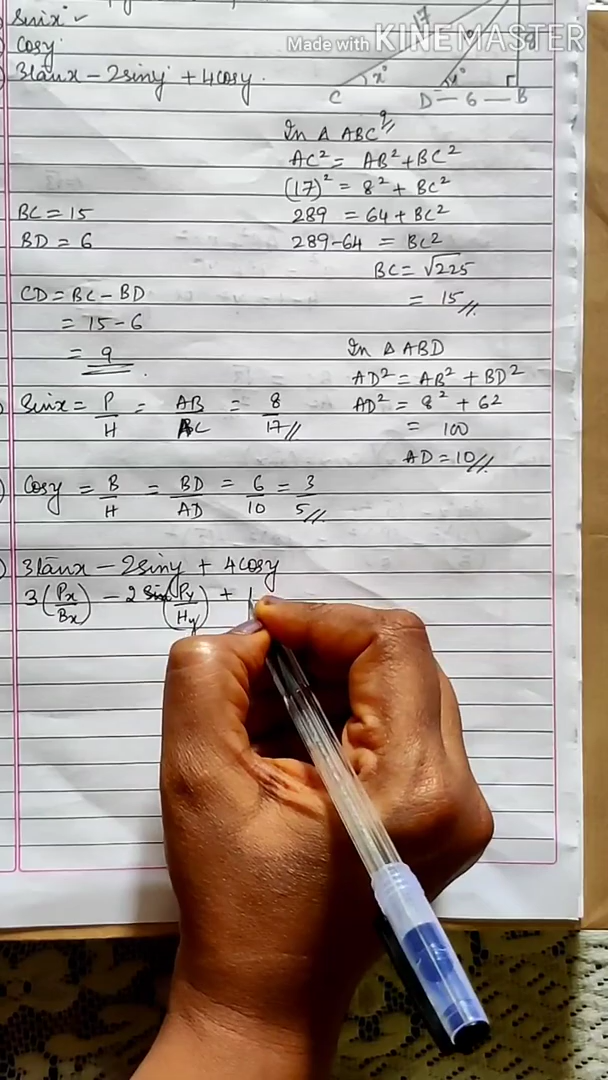 sinx
Made with KINEMASTER
cosy
3tanx - 2siny + 4cosy.
17
x°
y°
C D - 6 - B
In △ ABC
AC² = AB² + BC²
(17)² = 8² + BC²
289 = 64 + BC²
289-64 = BC²
BC = √225
= 15
BC = 15
BD = 6
CD = BC - BD
= 15 - 6
= 9
In △ ABD
AD² = AB² + BD²
AD² = 8² + 62
= 100
AD = 10
Sinx = P/H = AB/AC = 8/17
Cosy = B/H = BD/AD = 6/10 = 3/5
3tanx - 2siny + 4cosy
3(Px/Bx) - 2 sin(Py/Hy) +